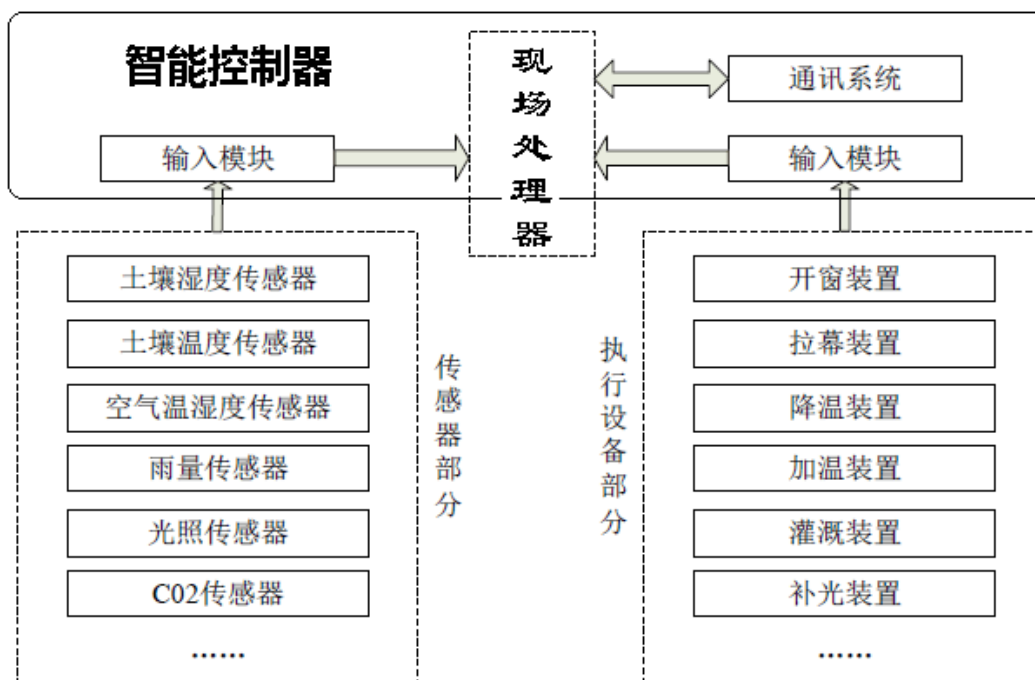 智能控制器
现场处理器
通讯系统
输入模块
输入模块
土壤湿度传感器
土壤温度传感器
空气温湿度传感器
雨量传感器
光照传感器
C02传感器
......
传感器部分
执行设备部分
开窗装置
拉幕装置
降温装置
加温装置
灌溉装置
补光装置
......